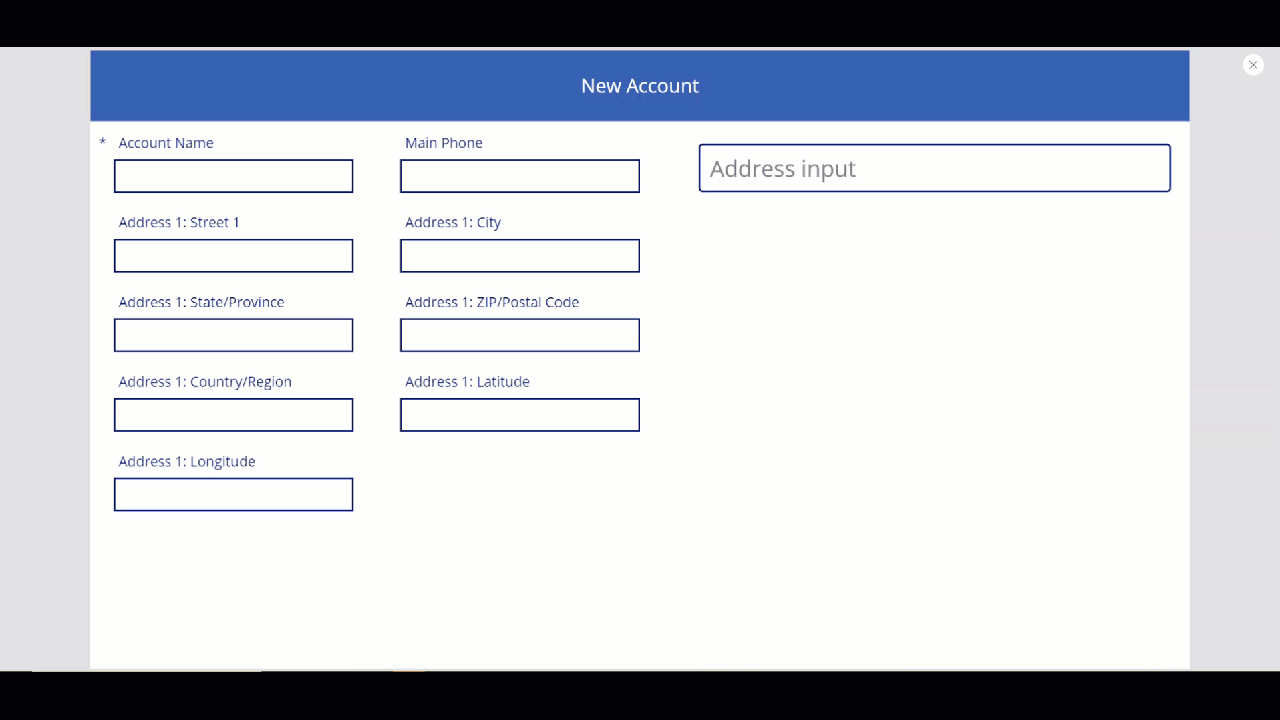 New Account
* Account Name
Main Phone
Address input
Address 1: Street 1
Address 1: City
Address 1: State/Province
Address 1: ZIP/Postal Code
Address 1: Country/Region
Address 1: Latitude
Address 1: Longitude